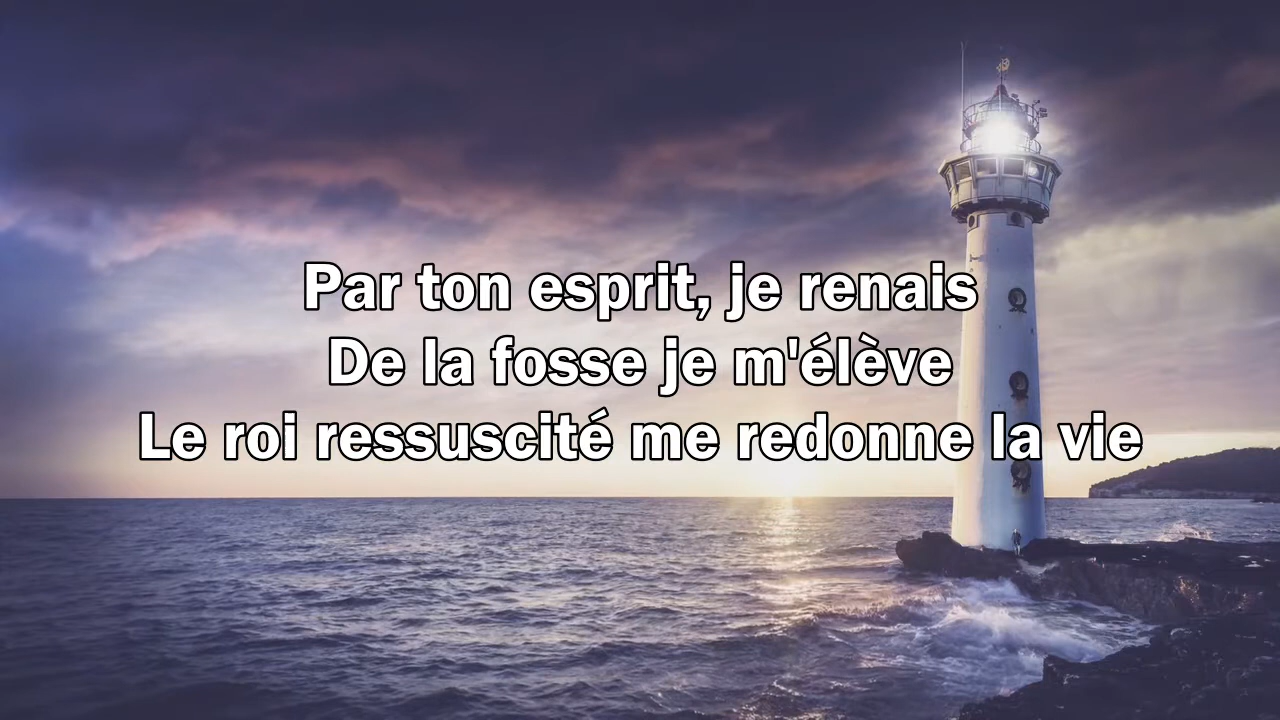 Par ton esprit, je renais
De la fosse je m'élève
Le roi ressuscité me redonne la vie